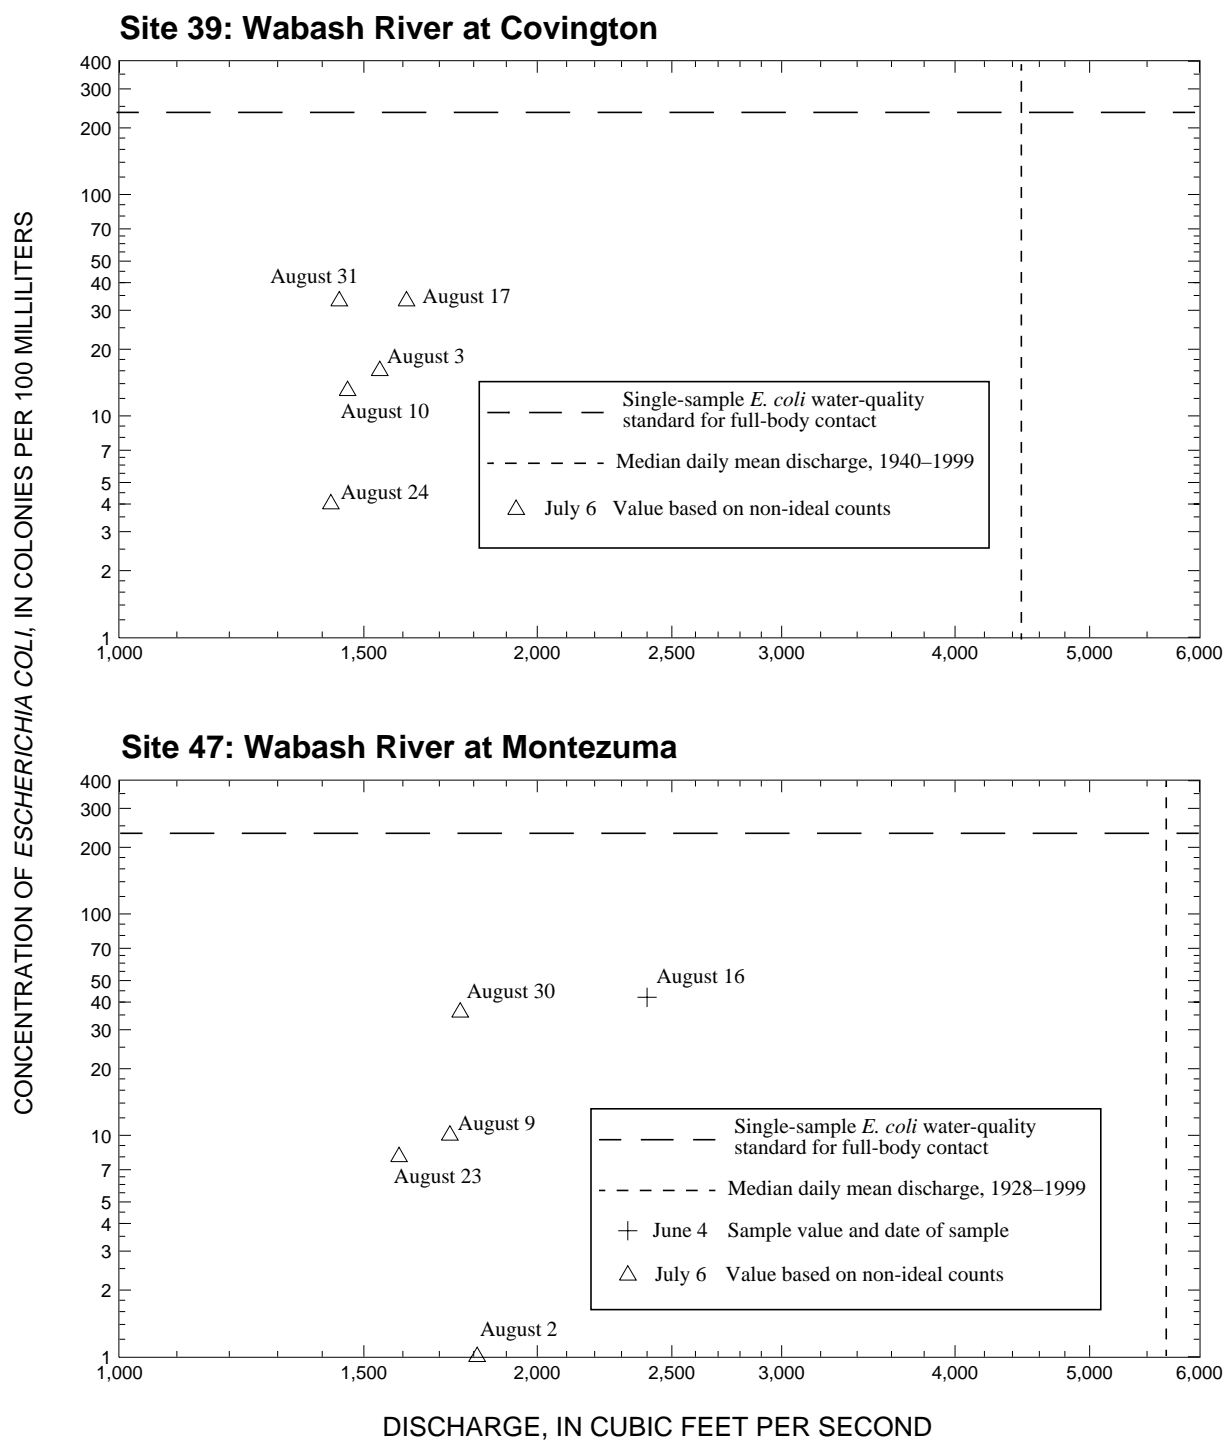 Site 39: Wabash River at Covington
400
300
200
100
70
50
40
30
20
10
7
5
4
3
2
1
August 31
August 17
August 3
August 10
August 24
Single-sample E. coli water-quality
standard for full-body contact
Median daily mean discharge, 1940–1999
July 6 Value based on non-ideal counts
1,000 1,500 2,000 2,500 3,000 4,000 5,000 6,000
CONCENTRATION OF ESCHERICHIA COLI, IN COLONIES PER 100 MILLILITERS
Site 47: Wabash River at Montezuma
400
300
200
100
70
50
40
30
20
10
7
5
4
3
2
1
August 16
August 30
August 9
August 23
August 2
Single-sample E. coli water-quality
standard for full-body contact
Median daily mean discharge, 1928–1999
June 4 Sample value and date of sample
July 6 Value based on non-ideal counts
1,000 1,500 2,000 2,500 3,000 4,000 5,000 6,000
DISCHARGE, IN CUBIC FEET PER SECOND